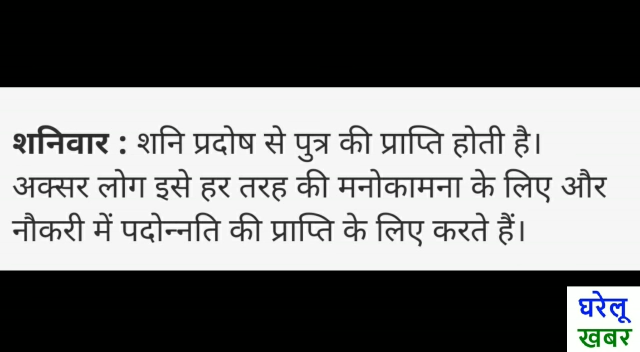 शनिवार : शनि प्रदोष से पुत्र की प्राप्ति होती है।
अक्सर लोग इसे हर तरह की मनोकामना के लिए और
नौकरी में पदोन्नति की प्राप्ति के लिए करते हैं।
घरेलू
खबर